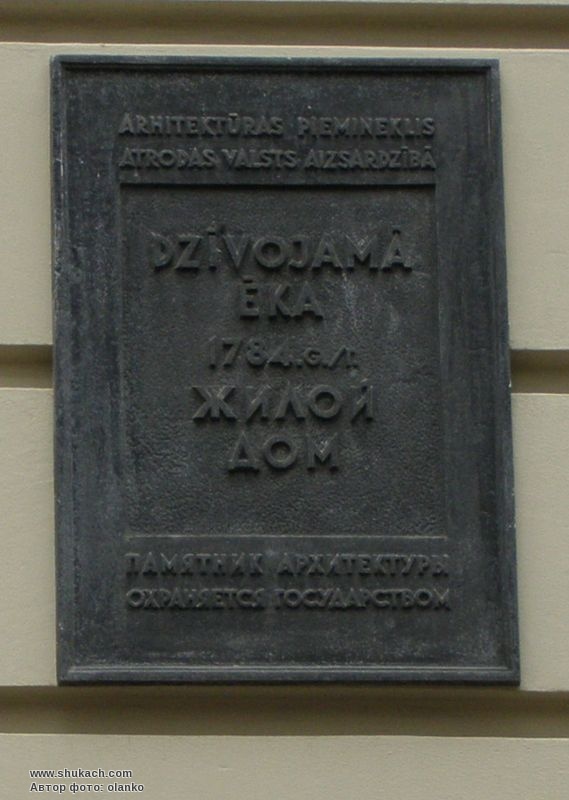 ARHITEKTŪRAS PIEMINEKLIS
ATRODAS VALSTS AIZSARDZĪBĀ
DZĪVOJAMĀ
ĒKA
1784.G./Г.
ЖИЛОЙ
ДОМ
ПАМЯТНИК АРХИТЕКТУРЫ
ОХРАНЯЕТСЯ ГОСУДАРСТВОМ
www.shukach.com
Автор фото: olanko